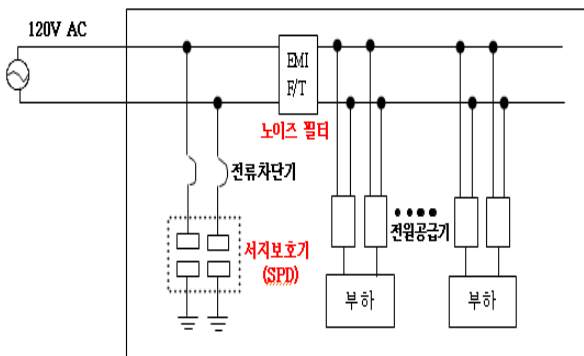 120V AC
EMI
F/T
노이즈 필터
전류차단기
서지보호기
(SPD)
전원공급기
부하
부하